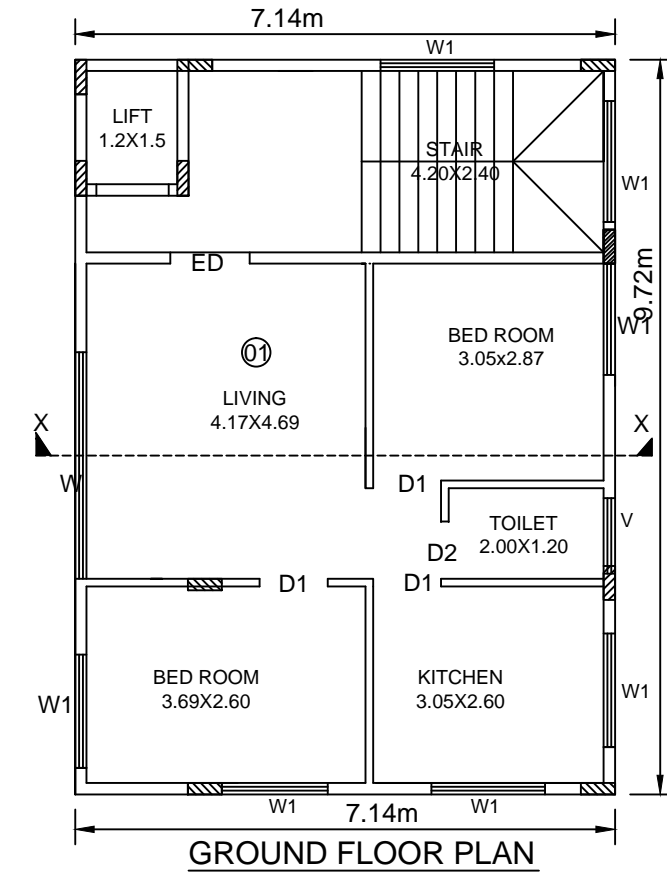 7.14m
W1
LIFT
1.2X1.5
STAIR
4.20X2.40
W1
ED
9.72m
W1
BED ROOM
3.05x2.87
01
LIVING
4.17X4.69
X
X
W
D1
TOILET
2.00X1.20
V
D2
D1
D1
BED ROOM
3.69X2.60
KITCHEN
3.05X2.60
W1
W1
W1
W1
7.14m
GROUND FLOOR PLAN